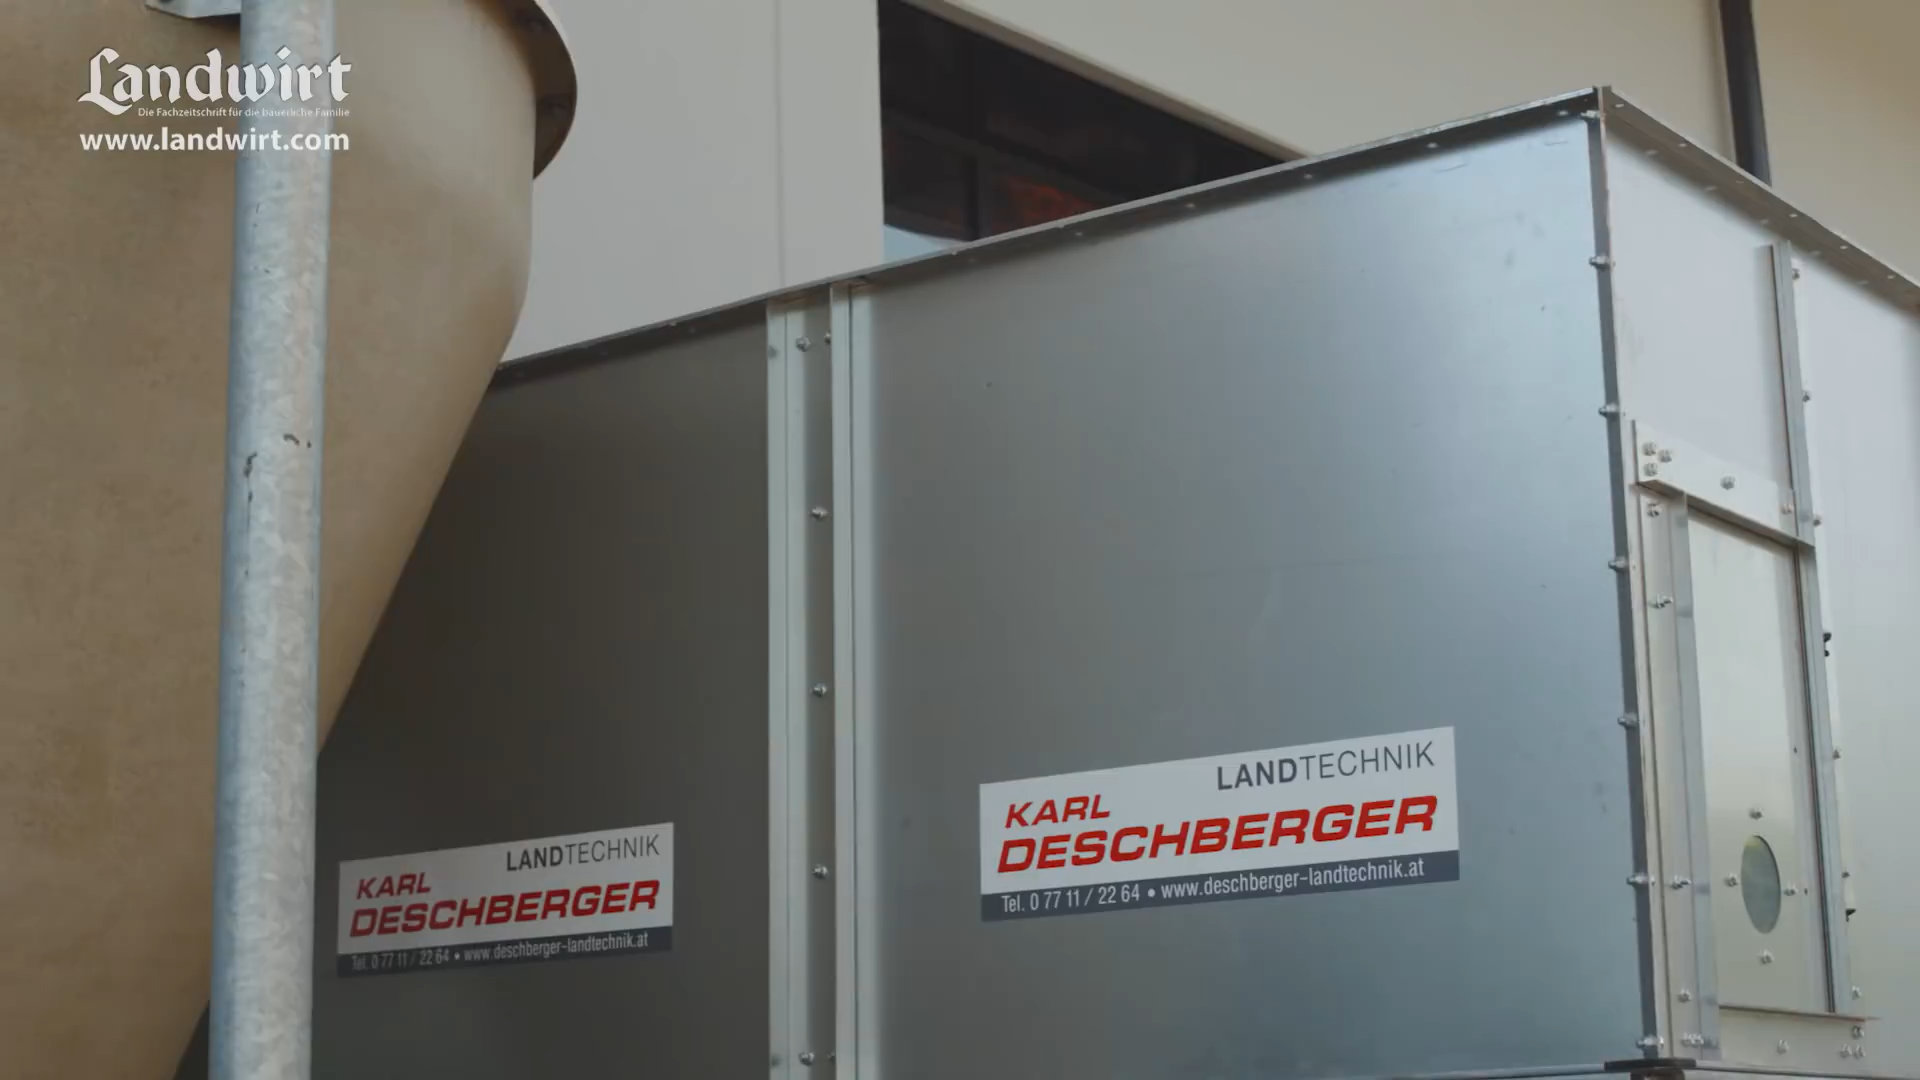 Landwirt
Die Fachzeitschrift für die bäuerliche Familie
www.landwirt.com
LANDTECHNIK
KARL
DESCHBERGER
Tel. 0 77 11 / 22 64 • www.deschberger-landtechnik.at
LANDTECHNIK
KARL
DESCHBERGER
Tel. 0 77 11 / 22 64 • www.deschberger-landtechnik.at